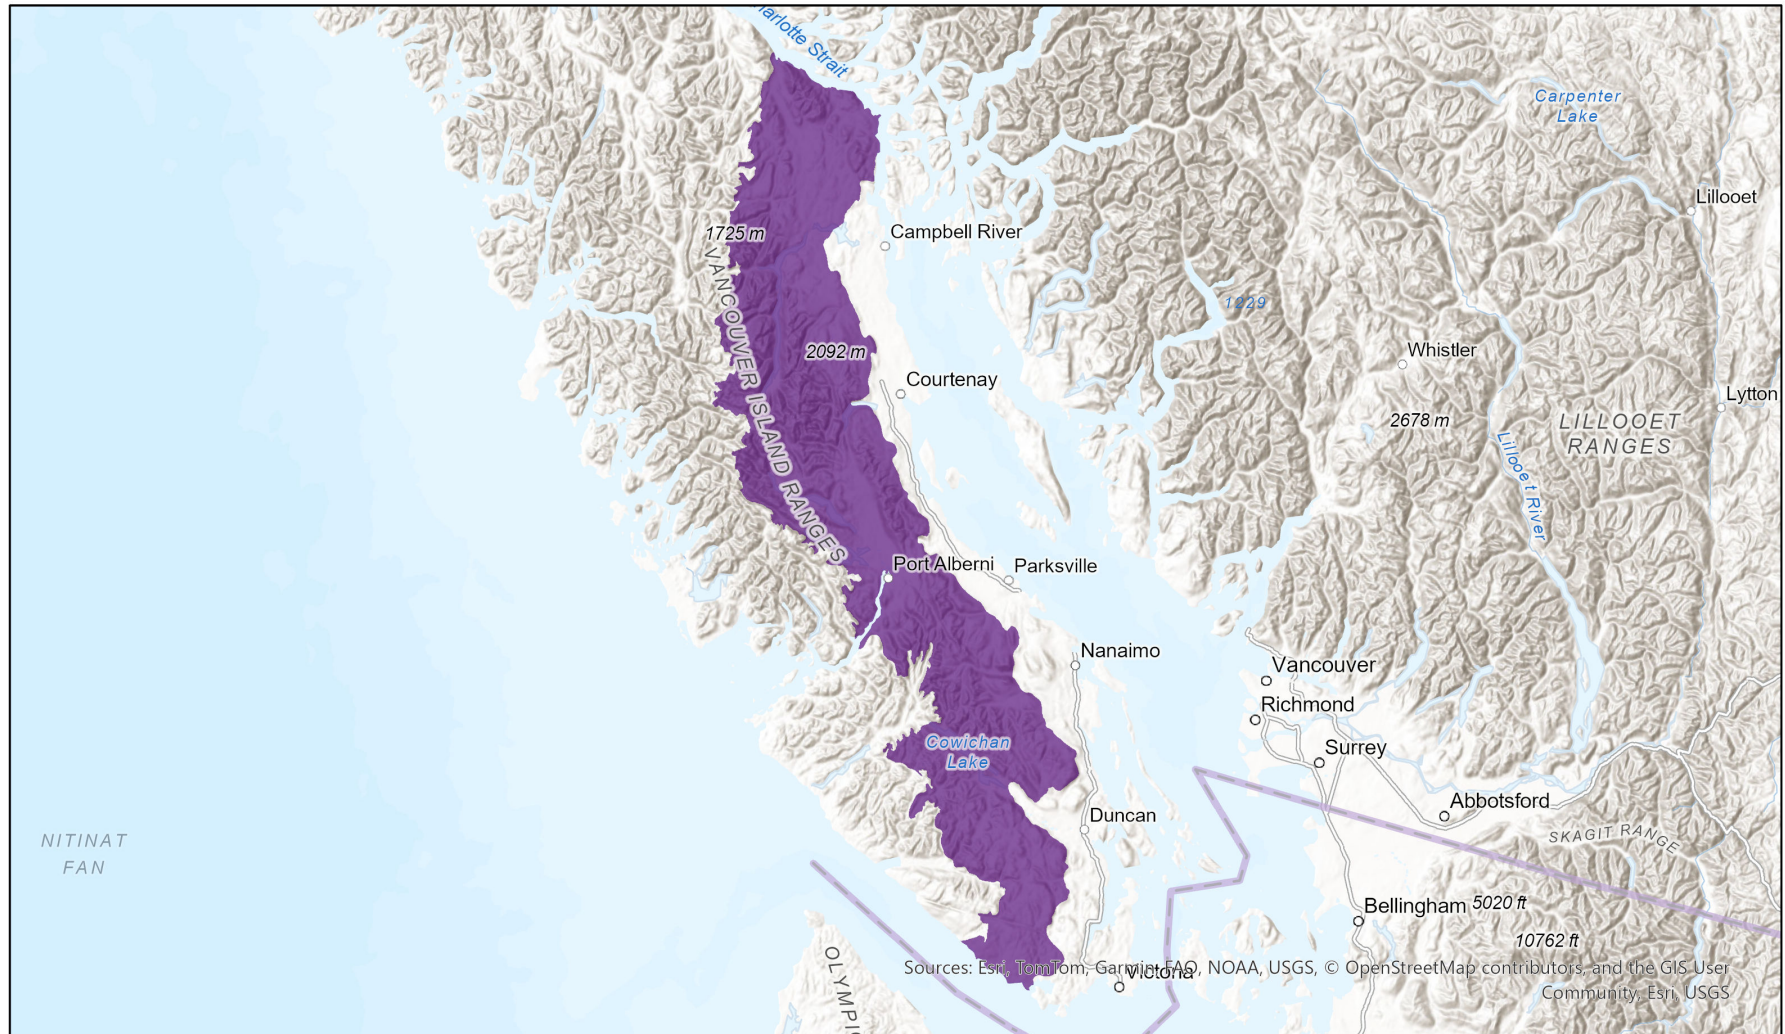 arlotte Strait
Carpenter
Lake
Lillooet
Campbell River
1725 m
VANCOUVER ISLAND RANGES
1229
2092 m
Whistler
Courtenay
Lytton
2678 m
LILLOOET
RANGES
Lillooet River
Port Alberni
Parksville
Nanaimo
Vancouver
Richmond
Cowichan
Lake
Surrey
Abbotsford
Duncan
SKAGIT RANGE
NITINAT
FAN
Bellingham
5020 ft
10762 ft
OLYMPI
Victoria
Sources: Esri, TomTom, Garmin, FAO, NOAA, USGS, © OpenStreetMap contributors, and the GIS User
Community, Esri, USGS